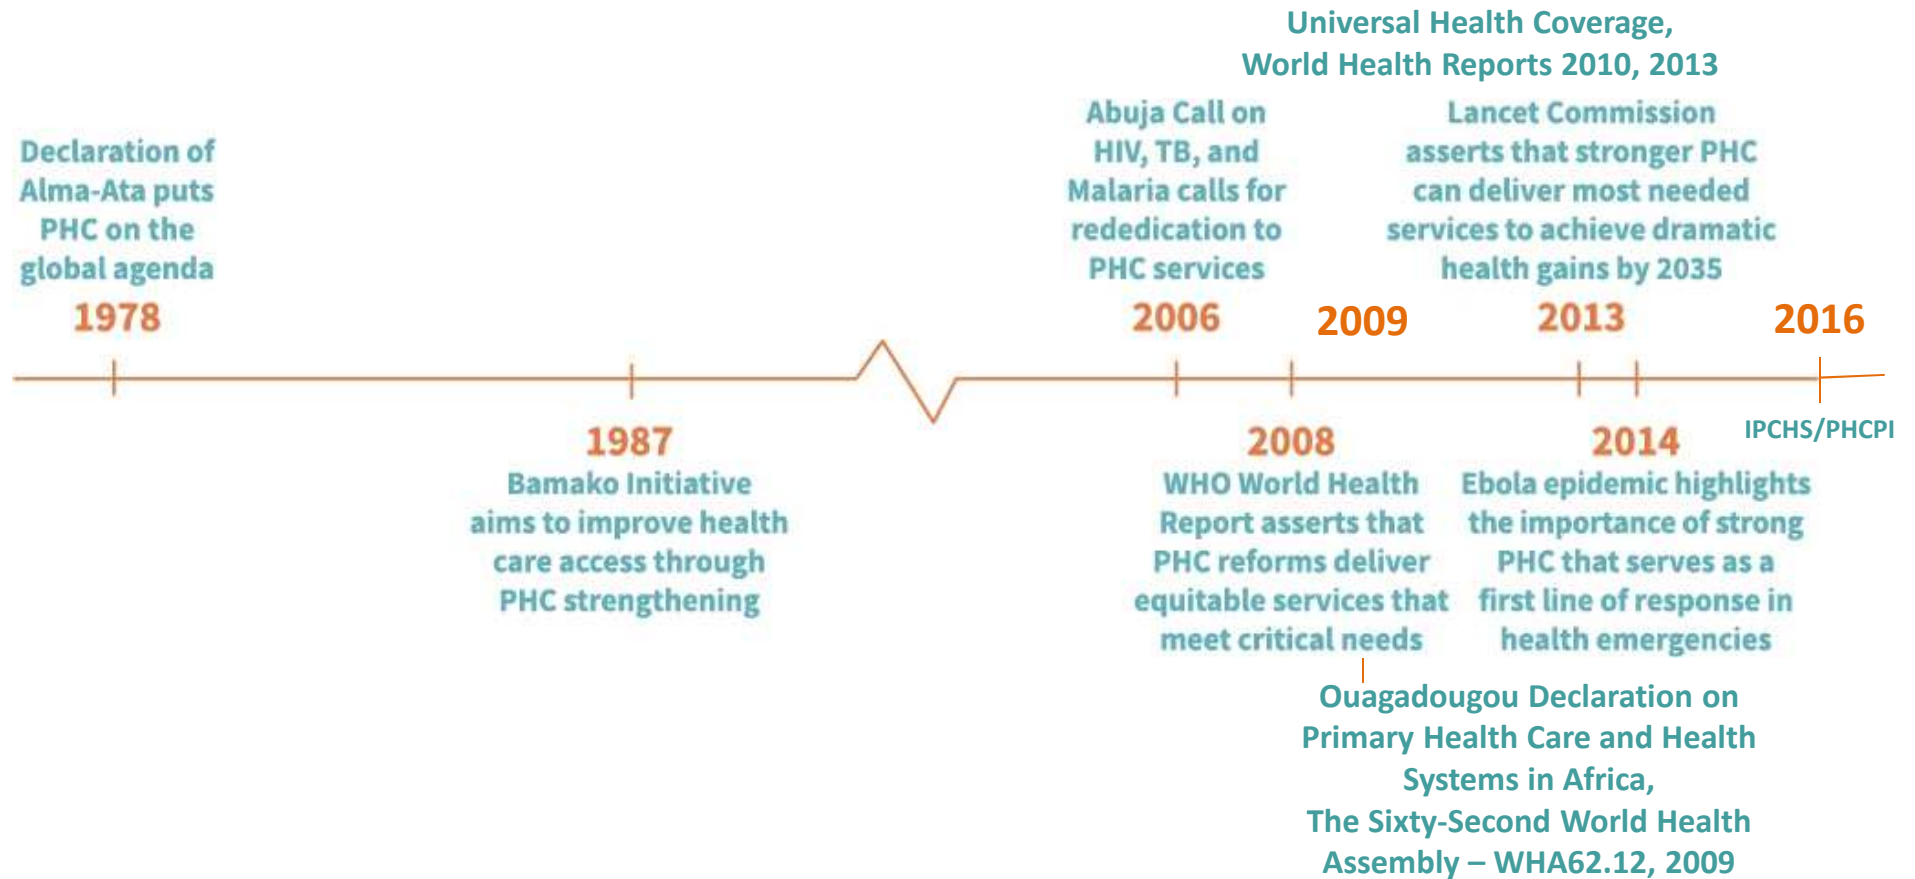 Universal Health Coverage,
World Health Reports 2010, 2013
Declaration of
Alma-Ata puts
PHC on the
global agenda
1978
Abuja Call on
HIV, TB, and
Malaria calls for
rededication to
PHC services
2006
2009
Lancet Commission
asserts that stronger PHC
can deliver most needed
services to achieve dramatic
health gains by 2035
2013
2016
1987
Bamako Initiative
aims to improve health
care access through
PHC strengthening
2008
WHO World Health
Report asserts that
PHC reforms deliver
equitable services that
meet critical needs
2014
Ebola epidemic highlights
the importance of strong
PHC that serves as a
first line of response in
health emergencies
IPCHS/PHCPI
Ouagadougou Declaration on
Primary Health Care and Health
Systems in Africa,
The Sixty-Second World Health
Assembly – WHA62.12, 2009